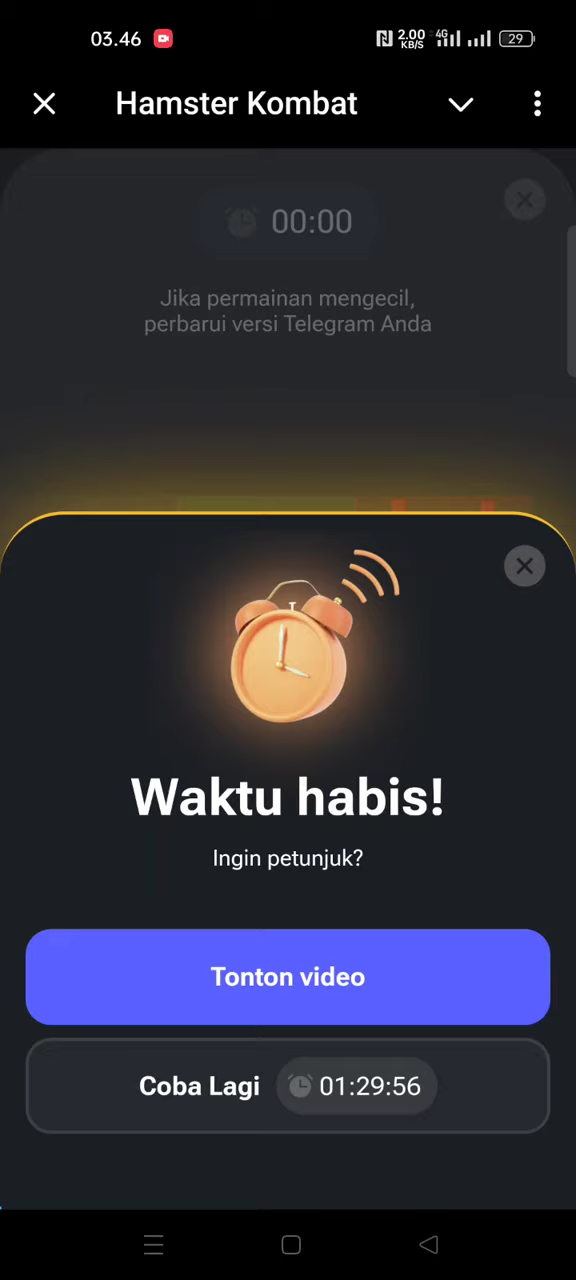 03.46
2.00
KB/S
4G
29
Hamster Kombat
00:00
Jika permainan mengecil,
perbarui versi Telegram Anda
Waktu habis!
Ingin petunjuk?
Tonton video
Coba Lagi 01:29:56